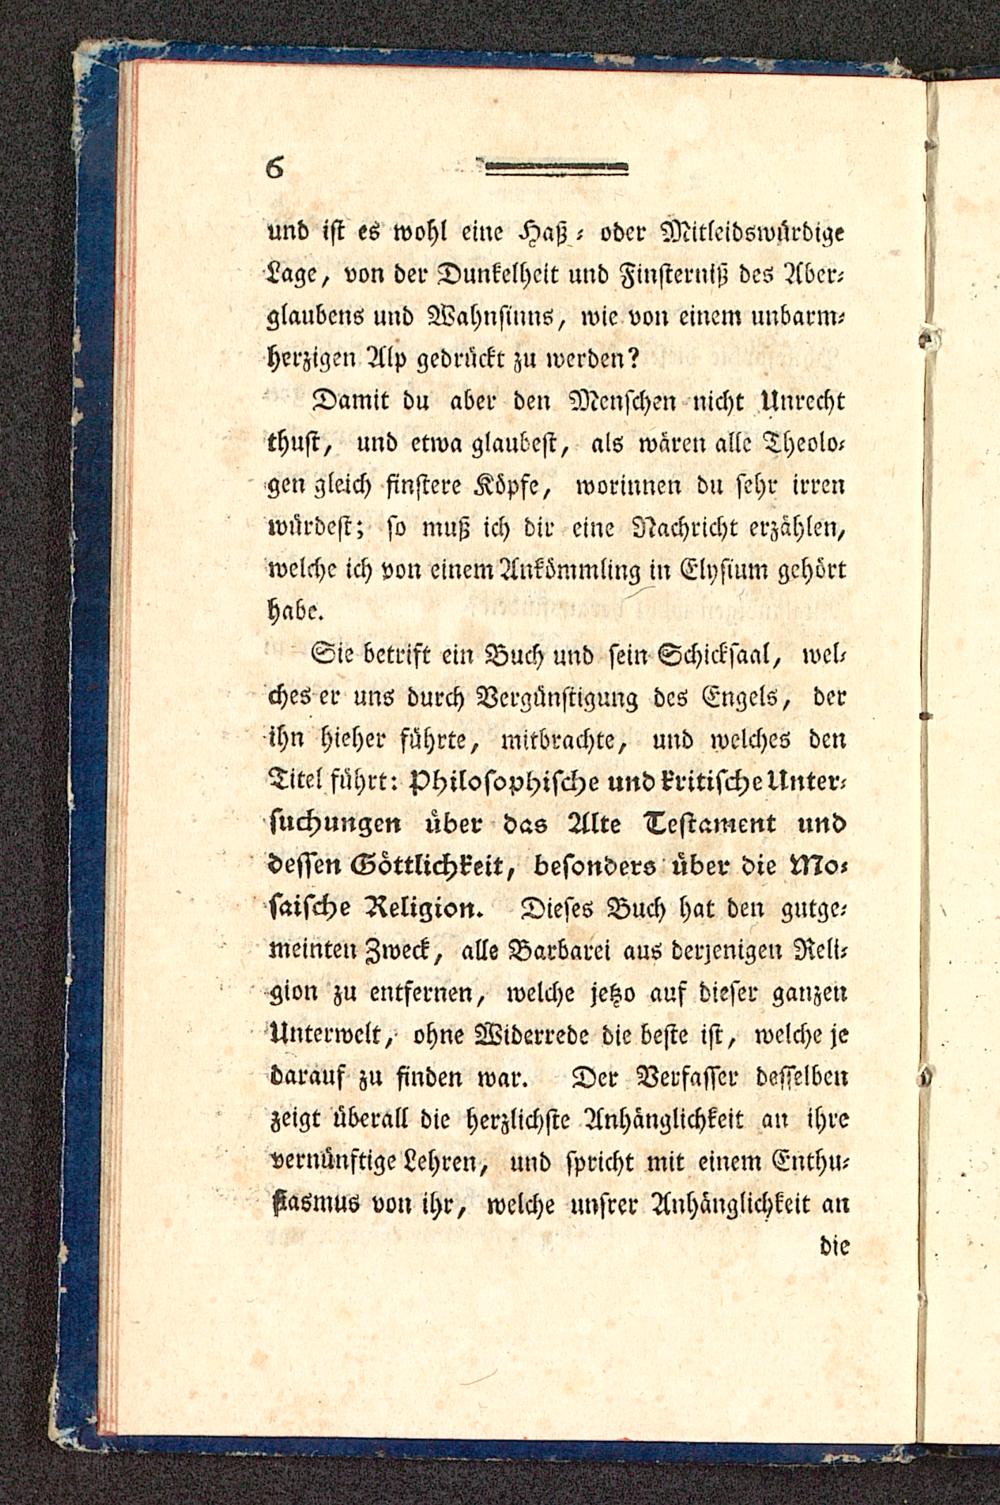 6
und ist es wohl eine Haß- oder Mitleidswürdige
Lage, von der Dunkelheit und Finsterniß des Aber-
glaubens und Wahnsinns, wie von einem unbarm-
herzigen Alp gedrückt zu werden?
Damit du aber den Menschen nicht Unrecht
thust, und etwa glaubest, als wären alle Theolo-
gen gleich finstere Köpfe, worinnen du sehr irren
würdest; so muß ich dir eine Nachricht erzählen,
welche ich von einem Ankömmling in Elysium gehört
habe.
Sie betrift ein Buch und sein Schicksaal, wel-
ches er uns durch Vergünstigung des Engels, der
ihn hieher führte, mitbrachte, und welches den
Titel führt: Philosophische und kritische Unter-
suchungen über das Alte Testament und
dessen Göttlichkeit, besonders über die Mo-
saische Religion. Dieses Buch hat den gutge-
meinten Zweck, alle Barbarei aus derjenigen Reli-
gion zu entfernen, welche jetzo auf dieser ganzen
Unterwelt, ohne Widerrede die beste ist, welche je
darauf zu finden war. Der Verfasser desselben
zeigt überall die herzlichste Anhänglichkeit an ihre
vernünftige Lehren, und spricht mit einem Enthu-
siasmus von ihr, welche unsrer Anhänglichkeit an
die